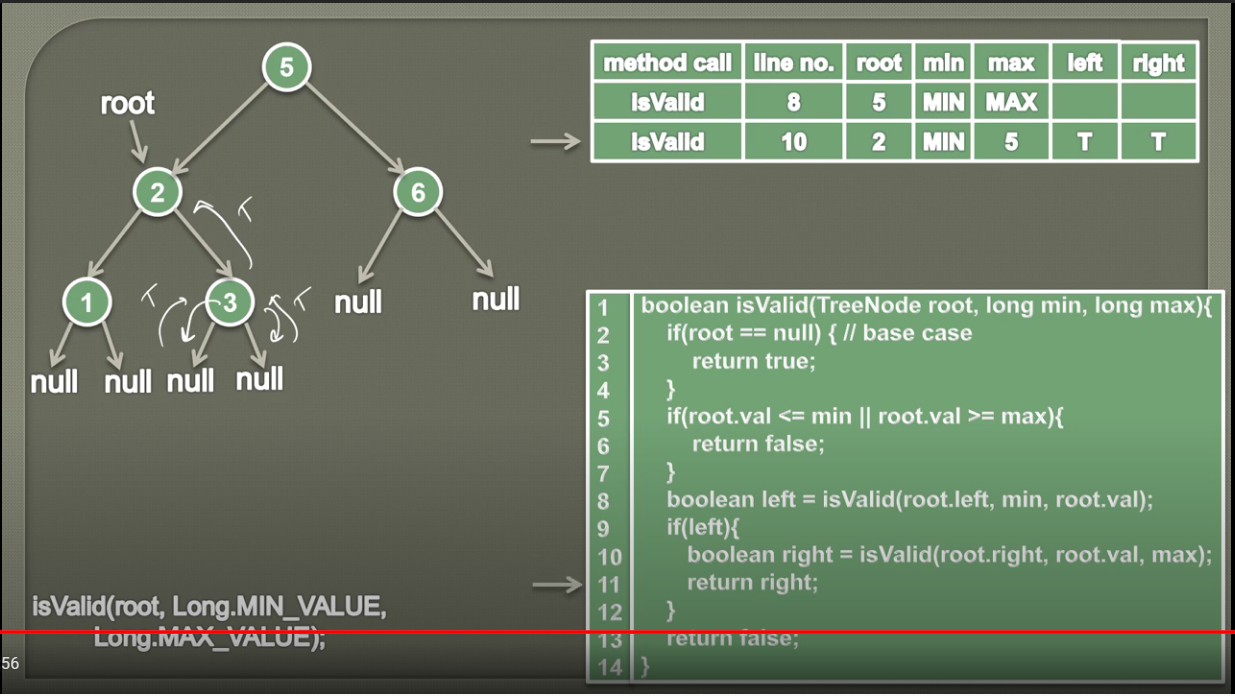 5
root
2
6
1
3
null
null
null
null
null
null
T
T
T
isValid(root, Long.MIN_VALUE,
Long.MAX_VALUE);
56
method call line no. root min max left right
isValid 8 5 MIN MAX
isValid 10 2 MIN 5 T T
1 boolean isValid(TreeNode root, long min, long max){
2 if(root == null) { // base case
3 return true;
4 }
5 if(root.val <= min || root.val >= max){
6 return false;
7 }
8 boolean left = isValid(root.left, min, root.val);
9 if(left){
10 boolean right = isValid(root.right, root.val, max);
11 return right;
12 }
13 return false;
14 }